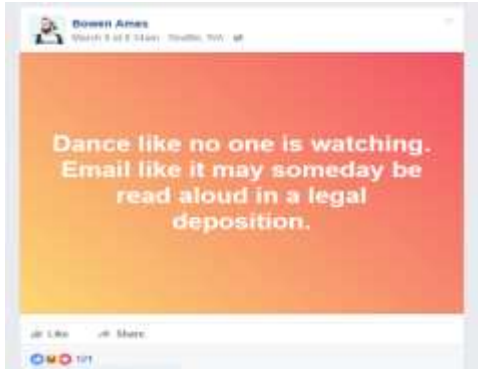 Bowen Ames
Dance like no one is watching.
Email like it may someday be
read aloud in a legal
deposition.
Like Share